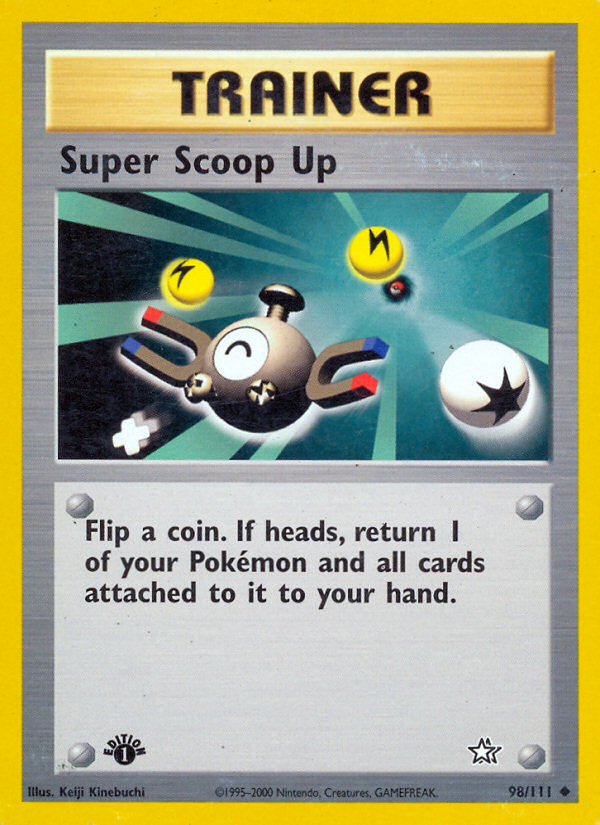 TRAINER
Super Scoop Up
Flip a coin. If heads, return 1
of your Pokémon and all cards
attached to it to your hand.
EDITION
1
Illus. Keiji Kinebuchi
©1995–2000 Nintendo, Creatures, GAMEFREAK.
98/111